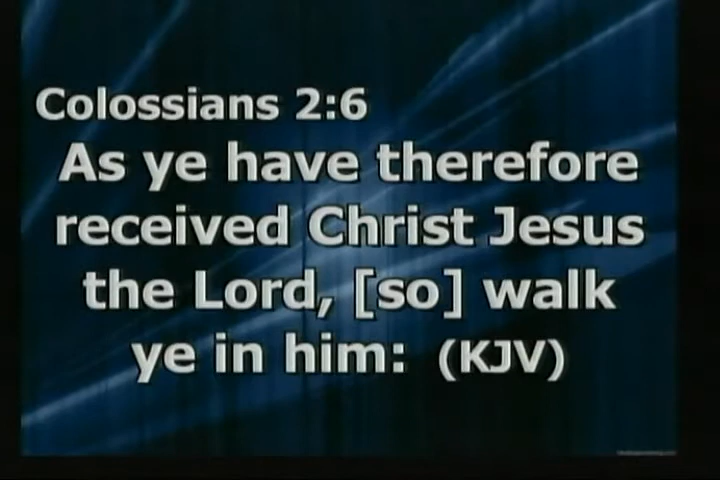 Colossians 2:6
As ye have therefore
received Christ Jesus
the Lord, [so] walk
ye in him: (KJV)